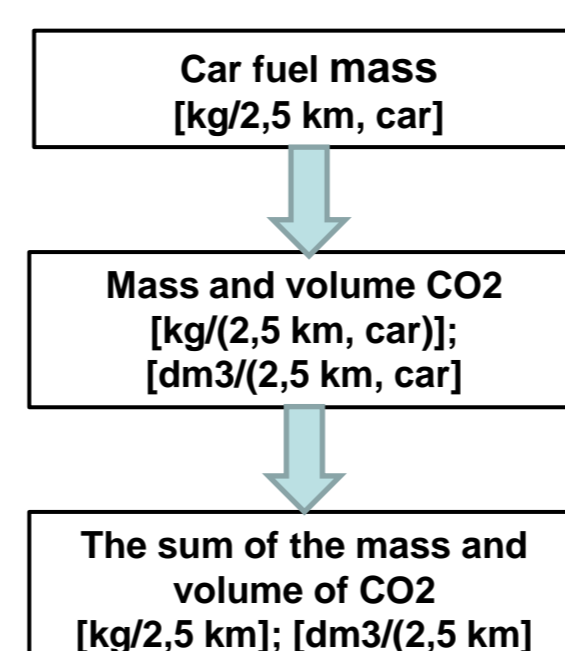 Car fuel mass
[kg/2,5 km, car]
Mass and volume CO2
[kg/(2,5 km, car)];
[dm3/(2,5 km, car]
The sum of the mass and
volume of CO2
[kg/2,5 km]; [dm3/(2,5 km]